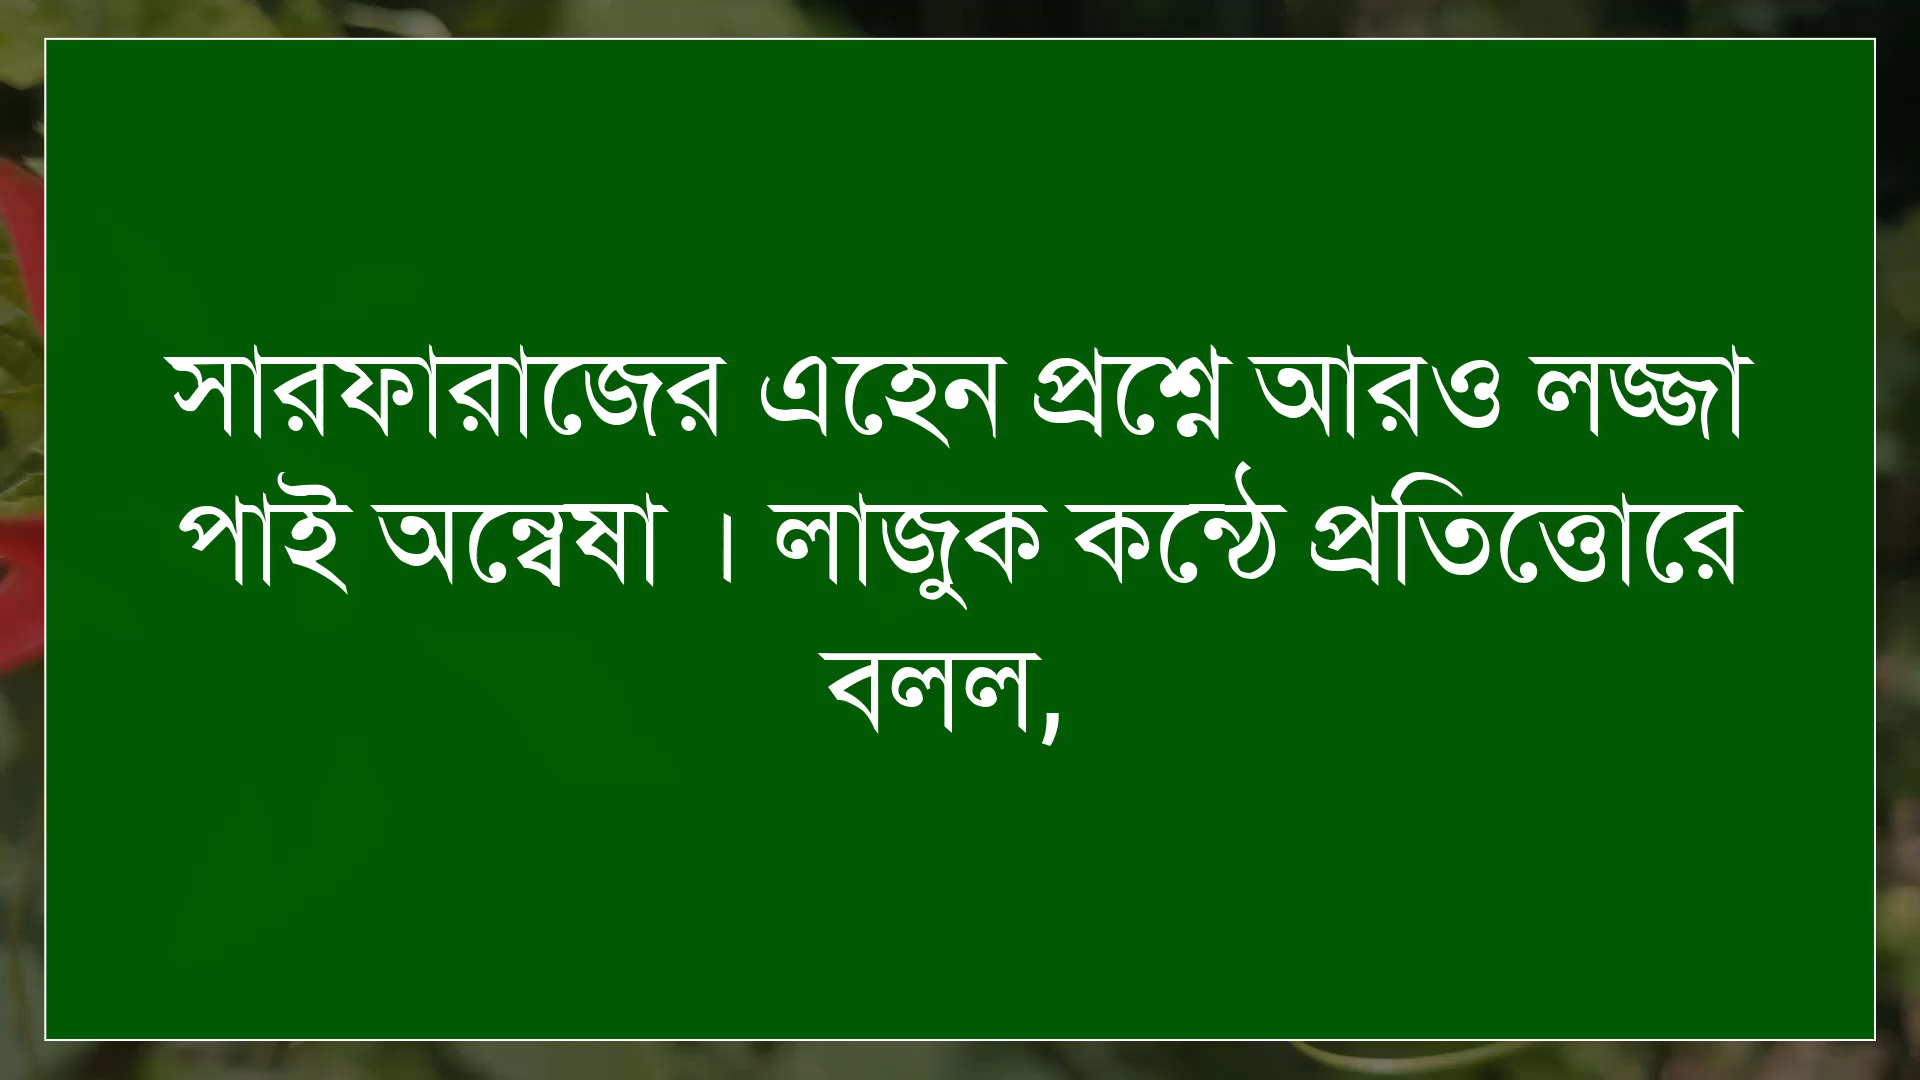 সারফারাজের এহেন প্রশ্নে আরও লজ্জা
পাই অন্বেষা । লাজুক কন্ঠে প্রতিত্তোরে
বলল,